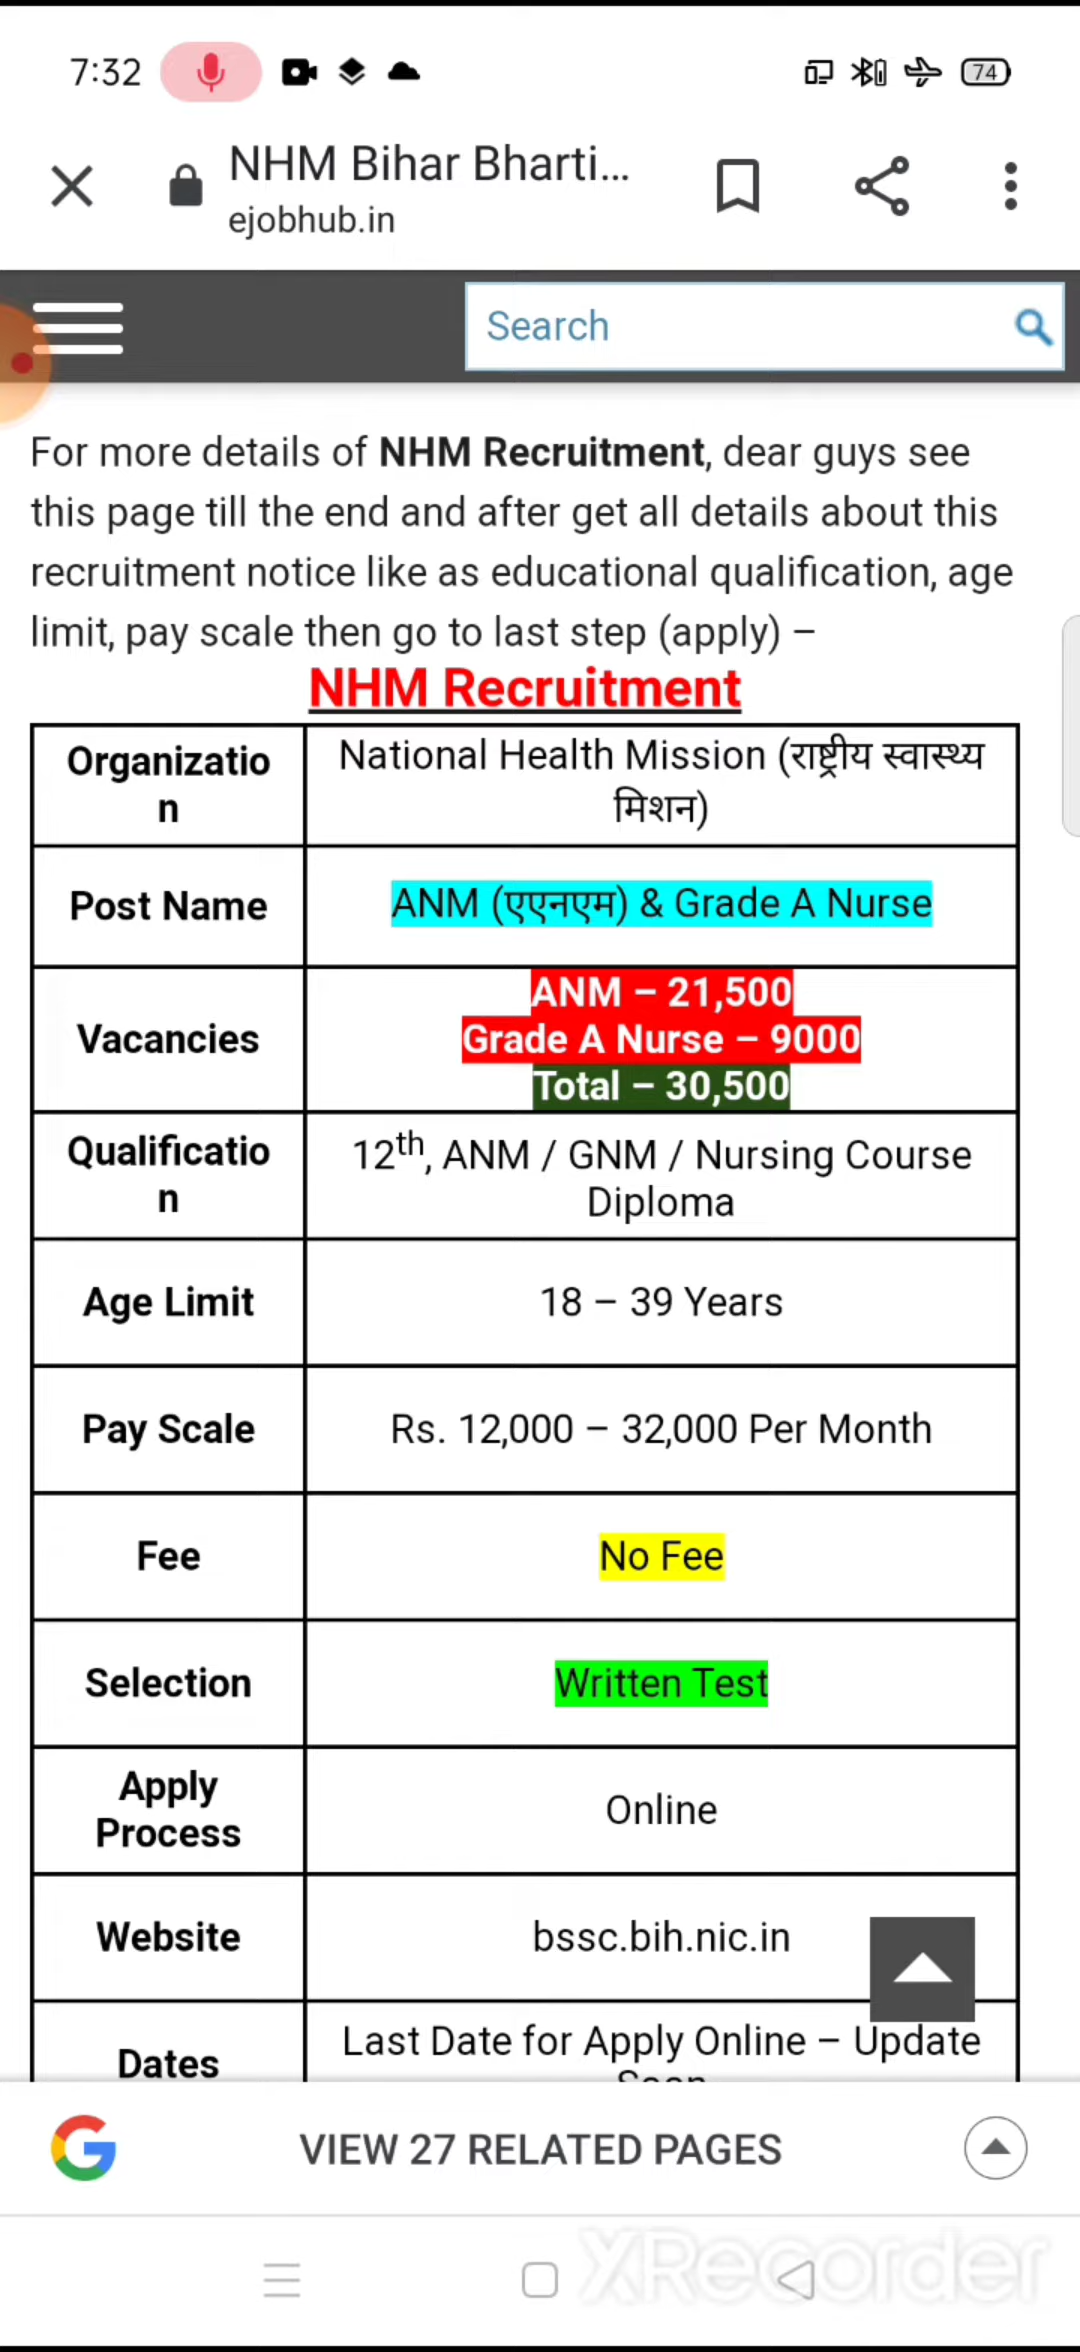 7:32
74
NHM Bihar Bharti...
ejobhub.in
Search
For more details of NHM Recruitment, dear guys see
this page till the end and after get all details about this
recruitment notice like as educational qualification, age
limit, pay scale then go to last step (apply) –
NHM Recruitment
Organizatio
n
National Health Mission (राष्ट्रीय स्वास्थ्य
मिशन)
Post Name
ANM (एएनएम) & Grade A Nurse
Vacancies
ANM – 21,500
Grade A Nurse – 9000
Total – 30,500
Qualificatio
n
12th, ANM / GNM / Nursing Course
Diploma
Age Limit
18 – 39 Years
Pay Scale
Rs. 12,000 – 32,000 Per Month
Fee
No Fee
Selection
Written Test
Apply
Process
Online
Website
bssc.bih.nic.in
Dates
Last Date for Apply Online – Update
Soon
VIEW 27 RELATED PAGES
XRecorder